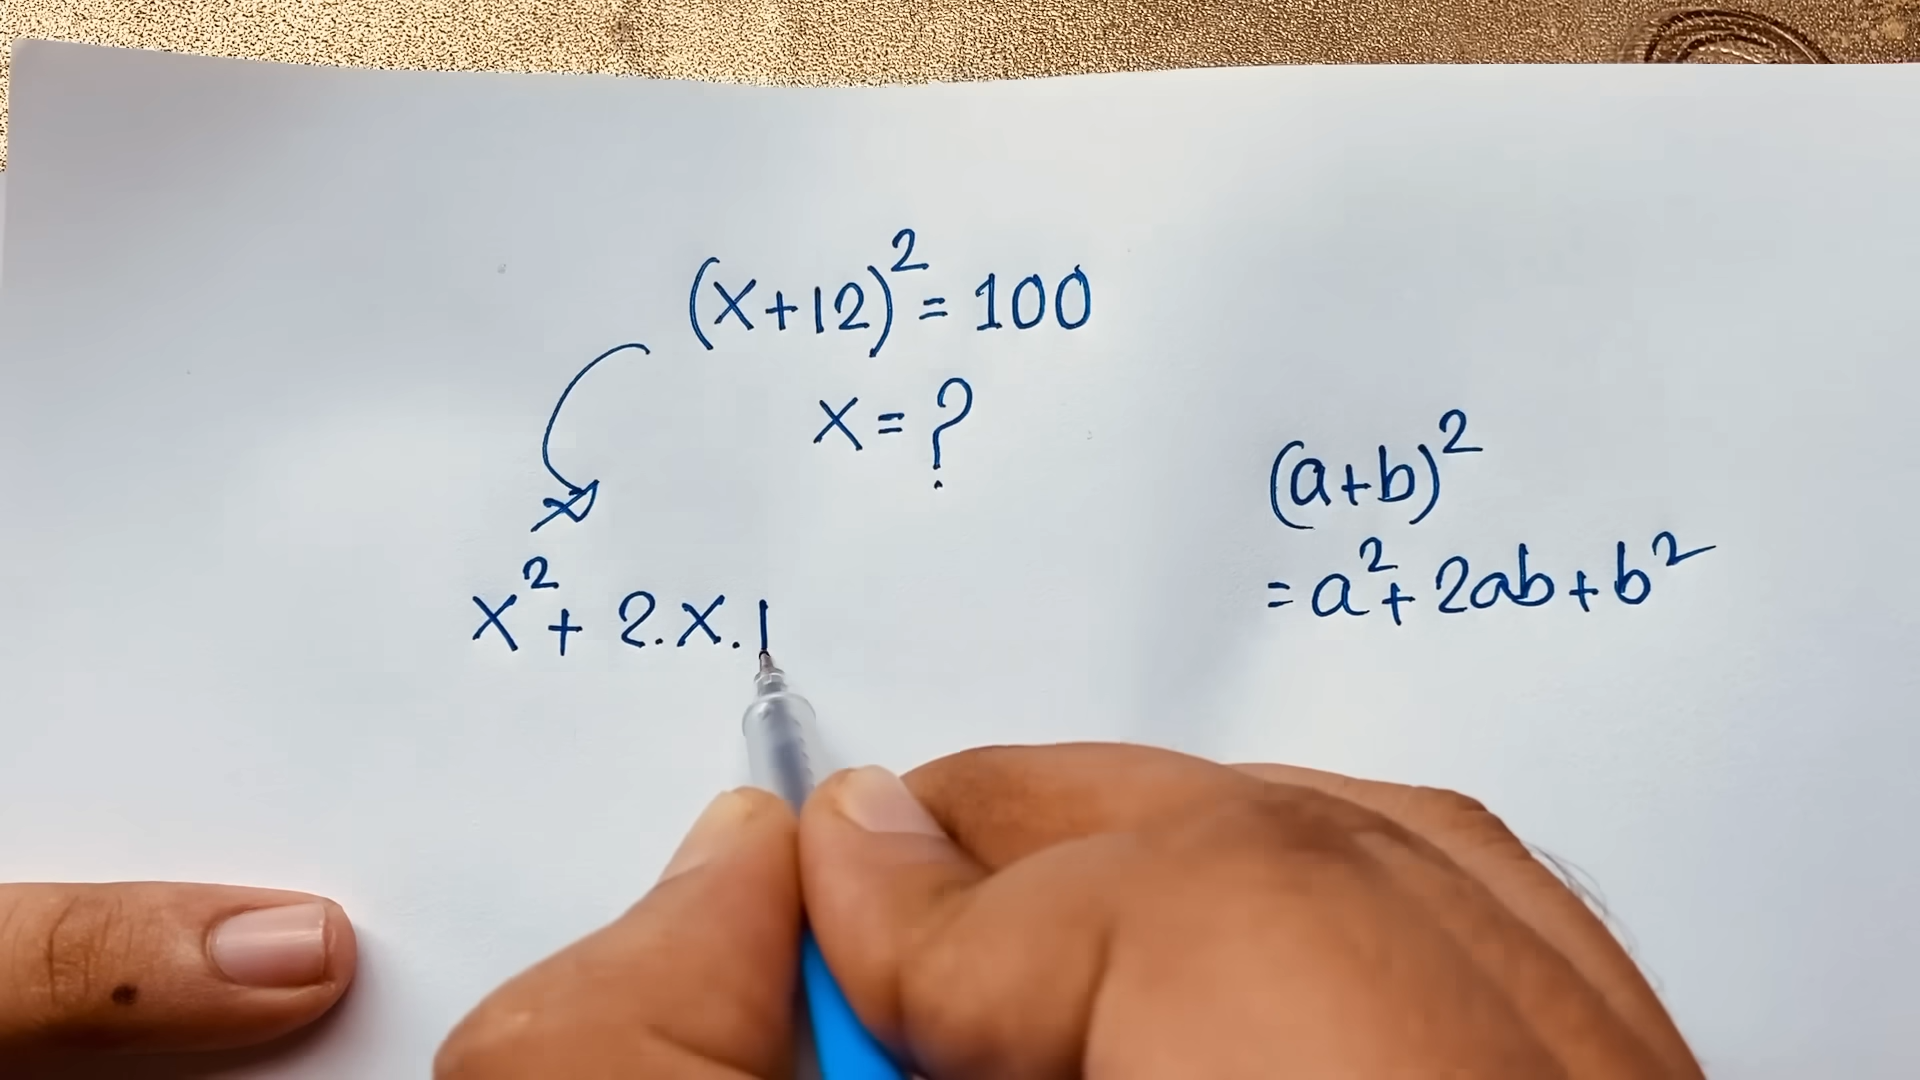 (x+12)² = 100
x = ?
(a+b)²
= a² + 2ab + b²
x² + 2.x.1